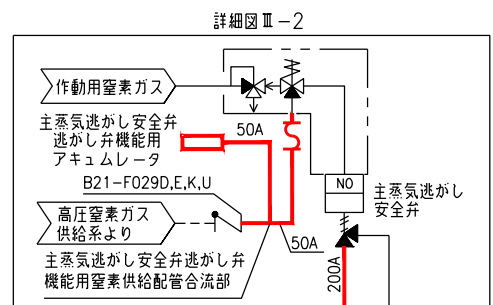 詳細図Ⅲ-2
作動用窒素ガス
主蒸気逃がし安全弁
逃がし弁機能用
アキュムレータ
50A
B21-F029D,E,K,U
NO
主蒸気逃がし
安全弁
高圧窒素ガス
供給系より
50A
主蒸気逃がし安全弁逃がし弁
機能用窒素供給配管合流部
200A